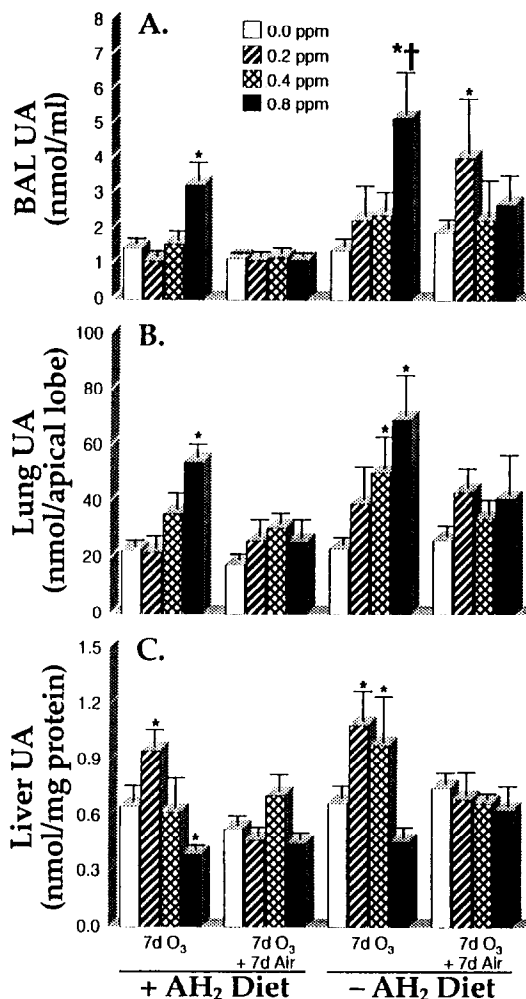 A.
BAL UA
(nmol/ml)
8
7
6
5
4
3
2
1
0
0.0 ppm
0.2 ppm
0.4 ppm
0.8 ppm
*
*†
*
B.
Lung UA
(nmol/apical lobe)
100
80
60
40
20
0
*
*
*
C.
Liver UA
(nmol/mg protein)
1.5
1.2
0.9
0.6
0.3
0.0
*
*
*
*
7d O₃
7d O₃
+ 7d Air
7d O₃
7d O₃
+ 7d Air
+ AH₂ Diet
− AH₂ Diet